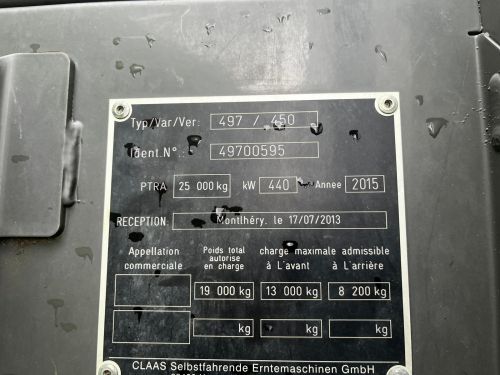 Typ/Var/Ver: 497 / 450
Ident.N°.: 49700595
PTRA 25 000 kg kW 440 Année 2015
RECEPTION Montlhéry. le 17/07/2013
Appellation commerciale
Poids total autorise en charge
charge maximale admissible
à L'avant à L'arrière
19 000 kg 13 000 kg 8 200 kg
kg kg kg
CLAAS Selbstfahrende Erntemaschinen GmbH